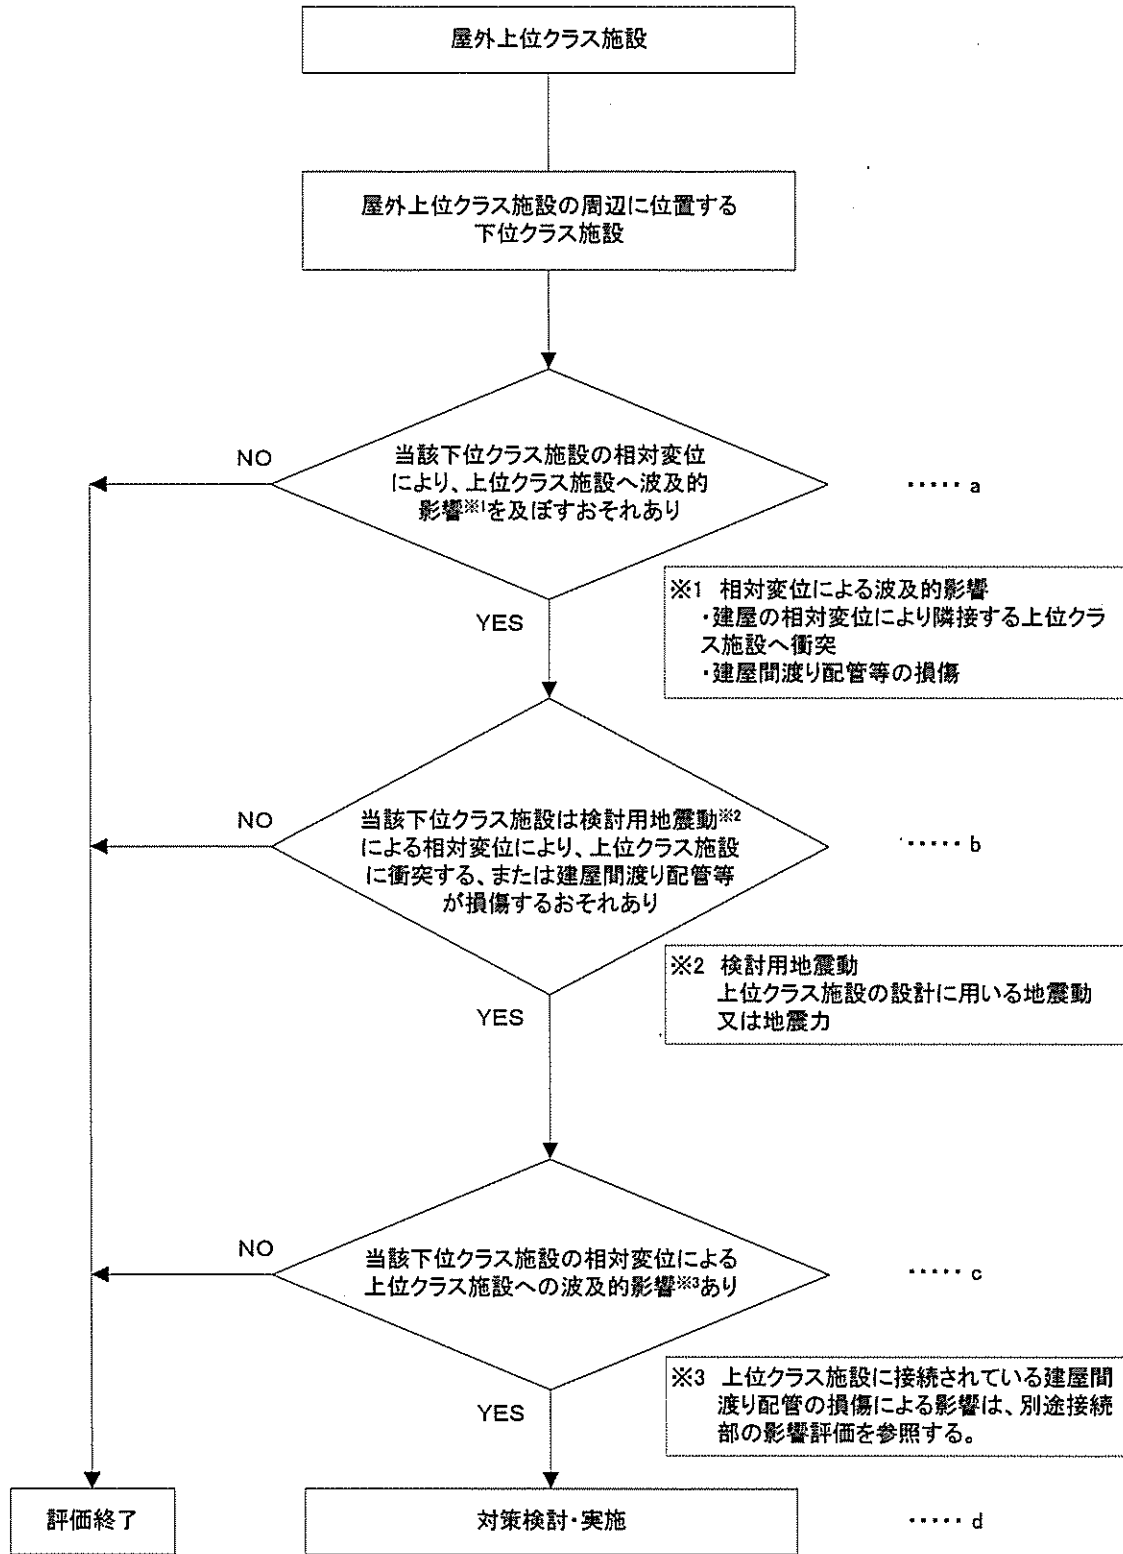 屋外上位クラス施設
屋外上位クラス施設の周辺に位置する
下位クラス施設
当該下位クラス施設の相対変位
により、上位クラス施設へ波及的
影響※1を及ぼすおそれあり
NO
・・・・・ a
YES
※1 相対変位による波及的影響
・建屋の相対変位により隣接する上位クラ
ス施設へ衝突
・建屋間渡り配管等の損傷
当該下位クラス施設は検討用地震動※2
による相対変位により、上位クラス施設
に衝突する、または建屋間渡り配管等
が損傷するおそれあり
NO
・・・・・ b
YES
※2 検討用地震動
上位クラス施設の設計に用いる地震動
又は地震力
当該下位クラス施設の相対変位による
上位クラス施設への波及的影響※3あり
NO
・・・・・ c
YES
※3 上位クラス施設に接続されている建屋間
渡り配管の損傷による影響は、別途接続
部の影響評価を参照する。
評価終了
対策検討・実施
・・・・・ d